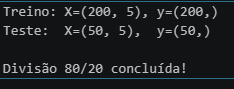 Treino: X=(200, 5), y=(200,)
Teste:  X=(50, 5),  y=(50,)
Divisão 80/20 concluída!